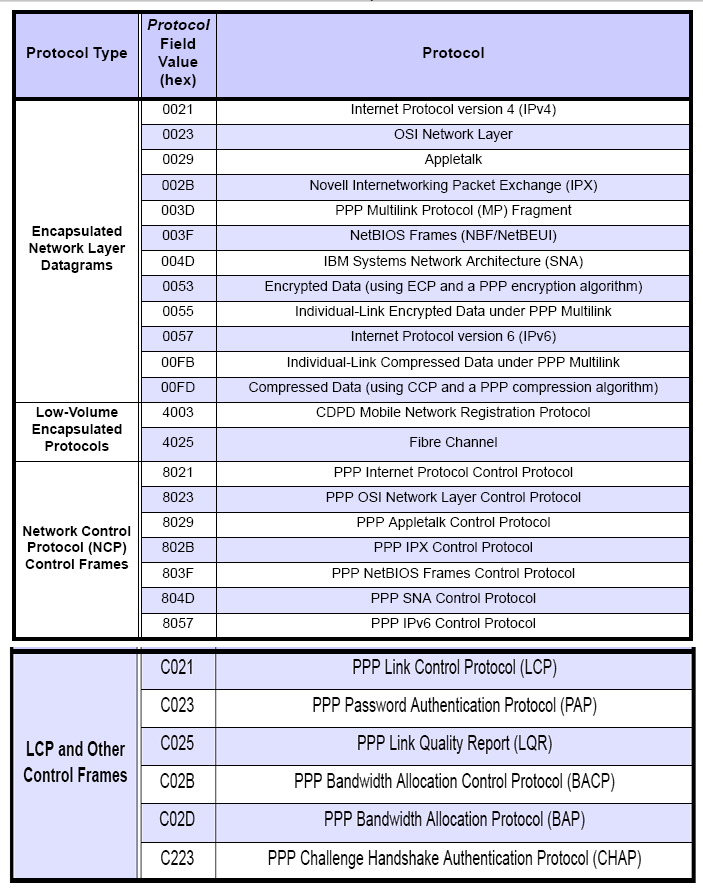 Protocol Type
Protocol
Field
Value
(hex)
Protocol
Encapsulated
Network Layer
Datagrams
0021 Internet Protocol version 4 (IPv4)
0023 OSI Network Layer
0029 Appletalk
002B Novell Internetworking Packet Exchange (IPX)
003D PPP Multilink Protocol (MP) Fragment
003F NetBIOS Frames (NBF/NetBEUI)
004D IBM Systems Network Architecture (SNA)
0053 Encrypted Data (using ECP and a PPP encryption algorithm)
0055 Individual-Link Encrypted Data under PPP Multilink
0057 Internet Protocol version 6 (IPv6)
00FB Individual-Link Compressed Data under PPP Multilink
00FD Compressed Data (using CCP and a PPP compression algorithm)
Low-Volume
Encapsulated
Protocols
4003 CDPD Mobile Network Registration Protocol
4025 Fibre Channel
Network Control
Protocol (NCP)
Control Frames
8021 PPP Internet Protocol Control Protocol
8023 PPP OSI Network Layer Control Protocol
8029 PPP Appletalk Control Protocol
802B PPP IPX Control Protocol
803F PPP NetBIOS Frames Control Protocol
804D PPP SNA Control Protocol
8057 PPP IPv6 Control Protocol
LCP and Other
Control Frames
C021 PPP Link Control Protocol (LCP)
C023 PPP Password Authentication Protocol (PAP)
C025 PPP Link Quality Report (LQR)
C02B PPP Bandwidth Allocation Control Protocol (BACP)
C02D PPP Bandwidth Allocation Protocol (BAP)
C223 PPP Challenge Handshake Authentication Protocol (CHAP)